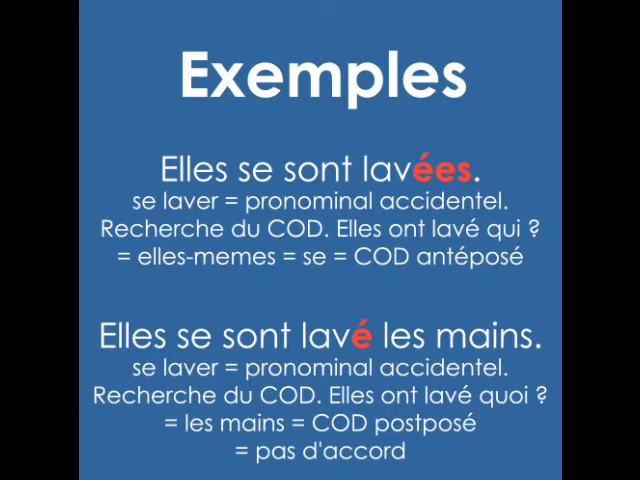 Exemples
Elles se sont lavées.
se laver = pronominal accidentel.
Recherche du COD. Elles ont lavé qui ?
= elles-memes = se = COD antéposé
Elles se sont lavé les mains.
se laver = pronominal accidentel.
Recherche du COD. Elles ont lavé quoi ?
= les mains = COD postposé
= pas d'accord